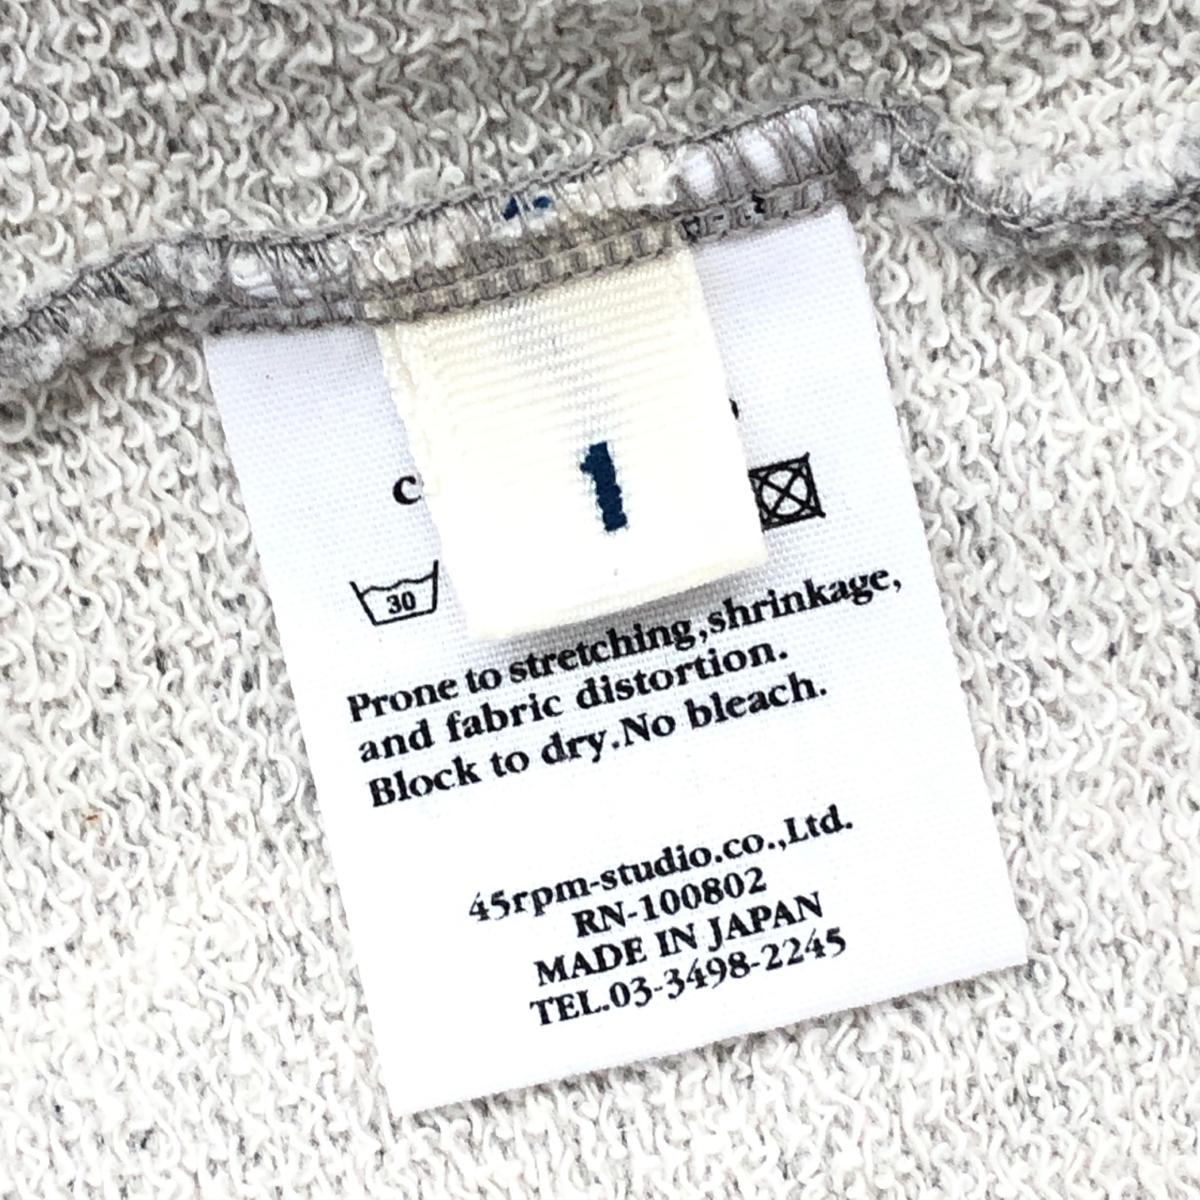 1
30
Prone to stretching,shrinkage,
and fabric distortion.
Block to dry.No bleach.
45rpm-studio.co.,Ltd.
RN-100802
MADE IN JAPAN
TEL.03-3498-2245